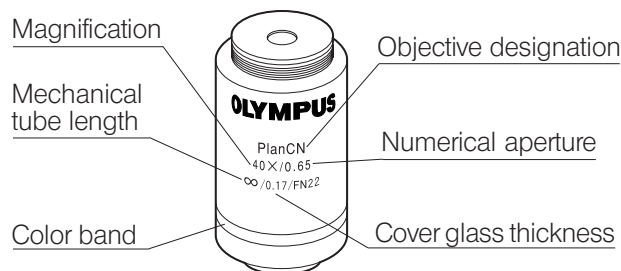 Magnification
Objective designation
Mechanical
tube length
OLYMPUS
PlanCN
40×/0.65
∞/0.17/FN22
Numerical aperture
Color band
Cover glass thickness